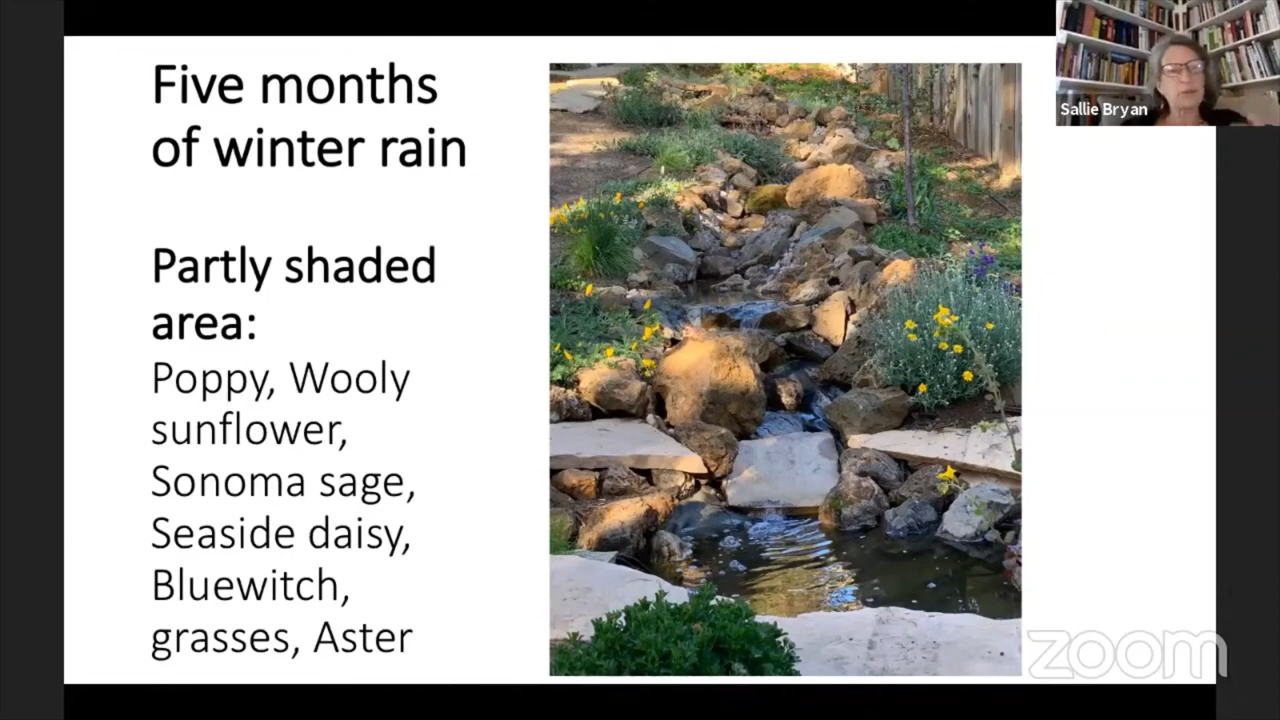 Five months
of winter rain
Partly shaded
area:
Poppy, Wooly
sunflower,
Sonoma sage,
Seaside daisy,
Bluewitch,
grasses, Aster
Sallie Bryan
zoom